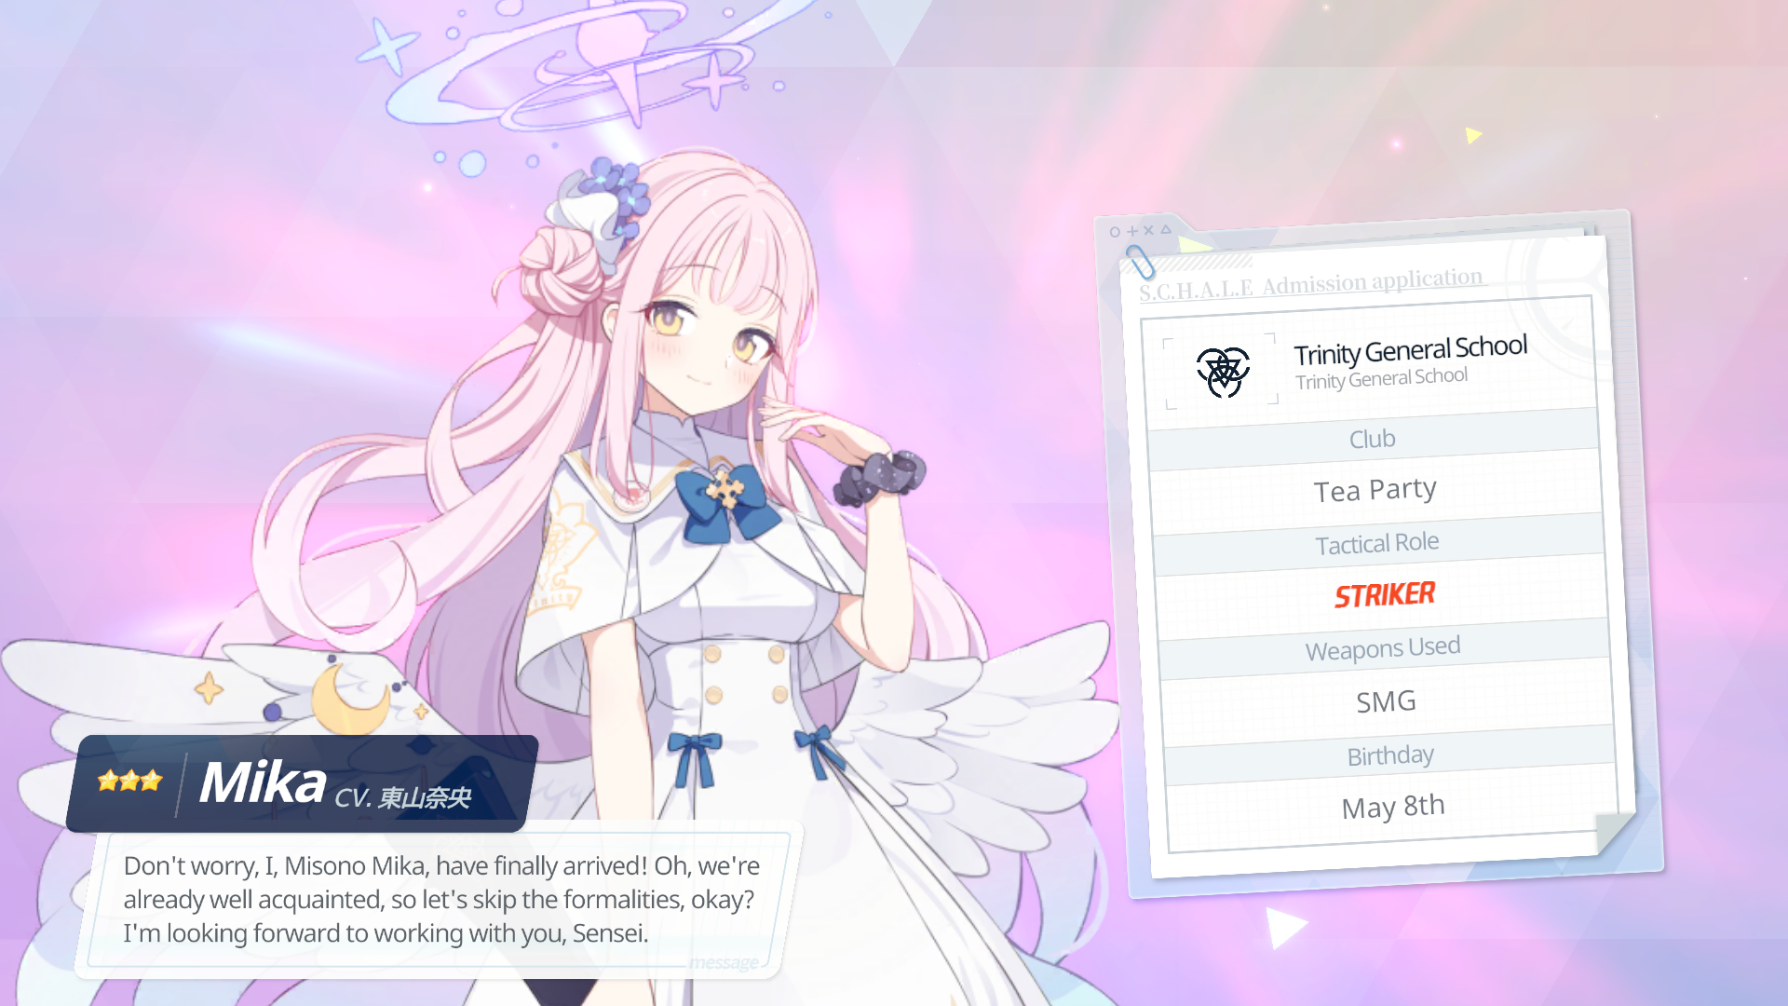 S.C.H.A.L.E Admission application
Trinity General School
Trinity General School
Club
Tea Party
Tactical Role
STRIKER
Weapons Used
SMG
Birthday
May 8th
Mika CV. 東山奈央
Don't worry, I, Misono Mika, have finally arrived! Oh, we're
already well acquainted, so let's skip the formalities, okay?
I'm looking forward to working with you, Sensei.
message